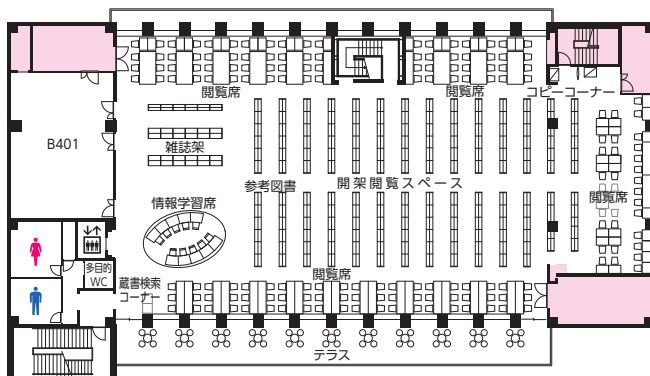 閲覧席
閲覧席
コピーコーナー
B401
雑誌架
参考図書
開架閲覧スペース
情報学習席
閲覧席
多目的
WC
蔵書検索
コーナー
閲覧席
テラス